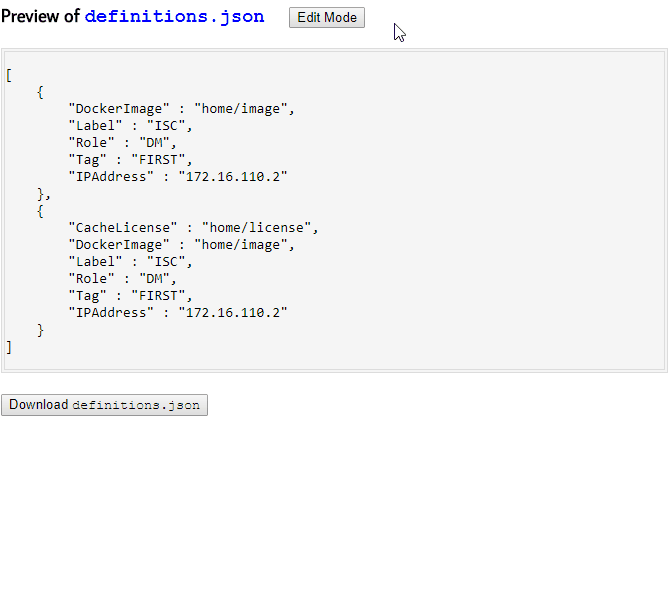 Preview of definitions.json Edit Mode
[
    {
        "DockerImage" : "home/image",
        "Label" : "ISC",
        "Role" : "DM",
        "Tag" : "FIRST",
        "IPAddress" : "172.16.110.2"
    },
    {
        "CacheLicense" : "home/license",
        "DockerImage" : "home/image",
        "Label" : "ISC",
        "Role" : "DM",
        "Tag" : "FIRST",
        "IPAddress" : "172.16.110.2"
    }
]
Download definitions.json